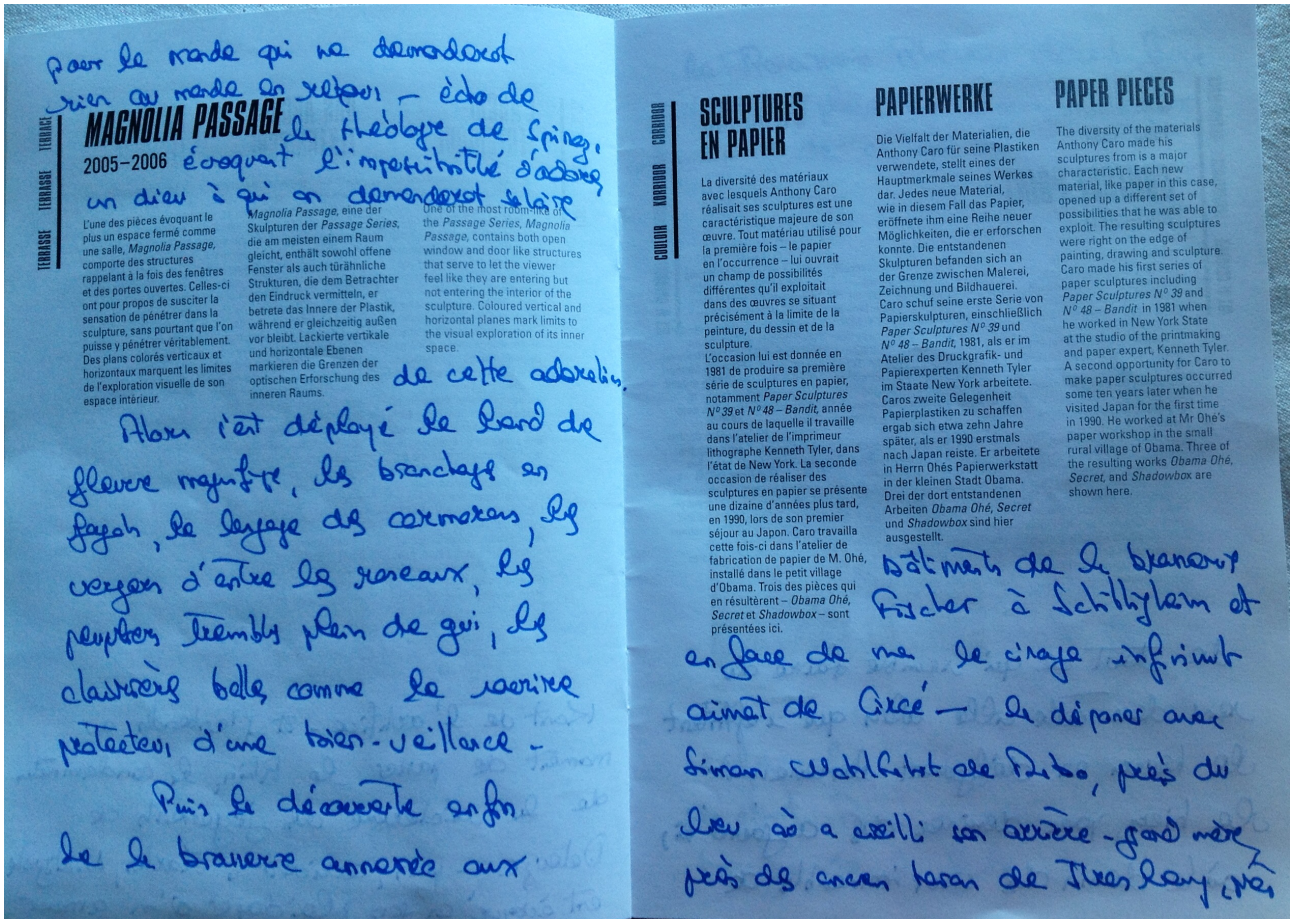 pour le monde qui ne demanderait
rien au monde en retour – écho de
la théologie de Spinoza,
évoquant l'impossibilité d'adorer
un dieu à qui on demanderait salaire
TERRASSE TERRASSE TERRACE
MAGNOLIA PASSAGE
2005–2006
L'une des pièces évoquant le
plus un espace fermé comme
une salle, Magnolia Passage,
comporte des structures
rappelant à la fois des fenêtres
et des portes ouvertes. Celles-ci
ont pour propos de susciter la
sensation de pénétrer dans la
sculpture, sans pourtant que l'on
puisse y pénétrer véritablement.
Des plans colorés verticaux et
horizontaux marquent les limites
de l'exploration visuelle de son
espace intérieur.
Magnolia Passage, eine der
Skulpturen der Passage Series,
die am meisten einem Raum
gleicht, enthält sowohl offene
Fenster als auch türähnliche
Strukturen, die dem Betrachter
den Eindruck vermitteln, er
betrete das Innere der Plastik,
während er gleichzeitig außen
vor bleibt. Lackierte vertikale
und horizontale Ebenen
markieren die Grenzen der
optischen Erforschung des
inneren Raums.
One of the most room-like of
the Passage Series, Magnolia
Passage, contains both open
window and door like structures
that serve to let the viewer
feel like they are entering but
not entering the interior of the
sculpture. Coloured vertical and
horizontal planes mark limits to
the visual exploration of its inner
space.
de cette adoration.
Alors s'est déployé le bord de
fleuve magnifique, les branchages en
fagots, le langage des cormorans, les
vergers d'entre les roseaux, les
peupliers trembles plein de gui, les
clairières belles comme le sourire
protecteur d'une bien-veillance –
Puis la découverte enfin
de la brasserie annexée aux
COULOIR KORRIDOR CORRIDOR
SCULPTURES
EN PAPIER
La diversité des matériaux
avec lesquels Anthony Caro
réalisait ses sculptures est une
caractéristique majeure de son
œuvre. Tout matériau utilisé pour
la première fois – le papier
en l'occurrence – lui ouvrait
un champ de possibilités
différentes qu'il exploitait
dans des œuvres se situant
précisément à la limite de la
peinture, du dessin et de la
sculpture.
L'occasion lui est donnée en
1981 de produire sa première
série de sculptures en papier,
notamment Paper Sculptures
Nº 39 et Nº 48 – Bandit, année
au cours de laquelle il travaille
dans l'atelier de l'imprimeur
lithographe Kenneth Tyler, dans
l'état de New York. La seconde
occasion de réaliser des
sculptures en papier se présente
une dizaine d'années plus tard,
en 1990, lors de son premier
séjour au Japon. Caro travailla
cette fois-ci dans l'atelier de
fabrication de papier de M. Ohé,
installé dans le petit village
d'Obama. Trois des pièces qui
en résultèrent – Obama Ohé,
Secret et Shadowbox – sont
présentées ici.
PAPIERWERKE
Die Vielfalt der Materialien, die
Anthony Caro für seine Plastiken
verwendete, stellt eines der
Hauptmerkmale seines Werkes
dar. Jedes neue Material,
wie in diesem Fall das Papier,
eröffnete ihm eine Reihe neuer
Möglichkeiten, die er erforschen
konnte. Die entstandenen
Skulpturen befanden sich an
der Grenze zwischen Malerei,
Zeichnung und Bildhauerei.
Caro schuf seine erste Serie von
Papierskulpturen, einschließlich
Paper Sculptures Nº 39 und
Nº 48 – Bandit, 1981, als er im
Atelier des Druckgrafik- und
Papierexperten Kenneth Tyler
im Staate New York arbeitete.
Caros zweite Gelegenheit
Papierplastiken zu schaffen
ergab sich etwa zehn Jahre
später, als er 1990 erstmals
nach Japan reiste. Er arbeitete
in Herrn Ohés Papierwerkstatt
in der kleinen Stadt Obama.
Drei der dort entstandenen
Arbeiten Obama Ohé, Secret
und Shadowbox sind hier
ausgestellt.
PAPER PIECES
The diversity of the materials
Anthony Caro made his
sculptures from is a major
characteristic. Each new
material, like paper in this case,
opened up a different set of
possibilities that he was able to
exploit. The resulting sculptures
were right on the edge of
painting, drawing and sculpture.
Caro made his first series of
paper sculptures including
Paper Sculptures Nº 39 and
Nº 48 – Bandit in 1981 when
he worked in New York State
at the studio of the printmaking
and paper expert, Kenneth Tyler.
A second opportunity for Caro to
make paper sculptures occurred
some ten years later when he
visited Japan for the first time
in 1990. He worked at Mr Ohe's
paper workshop in the small
rural village of Obama. Three of
the resulting works Obama Ohé,
Secret, and Shadowbox are
shown here.
bâtiments de la brasserie
Fischer à Schiltigheim et
en face de moi le visage infiniment
aimant de Circé – le déjeuner avec
Simon Wohlfahrt de, près du
lieu où a vieilli son arrière-grand mère,
près des anciens haras de, près